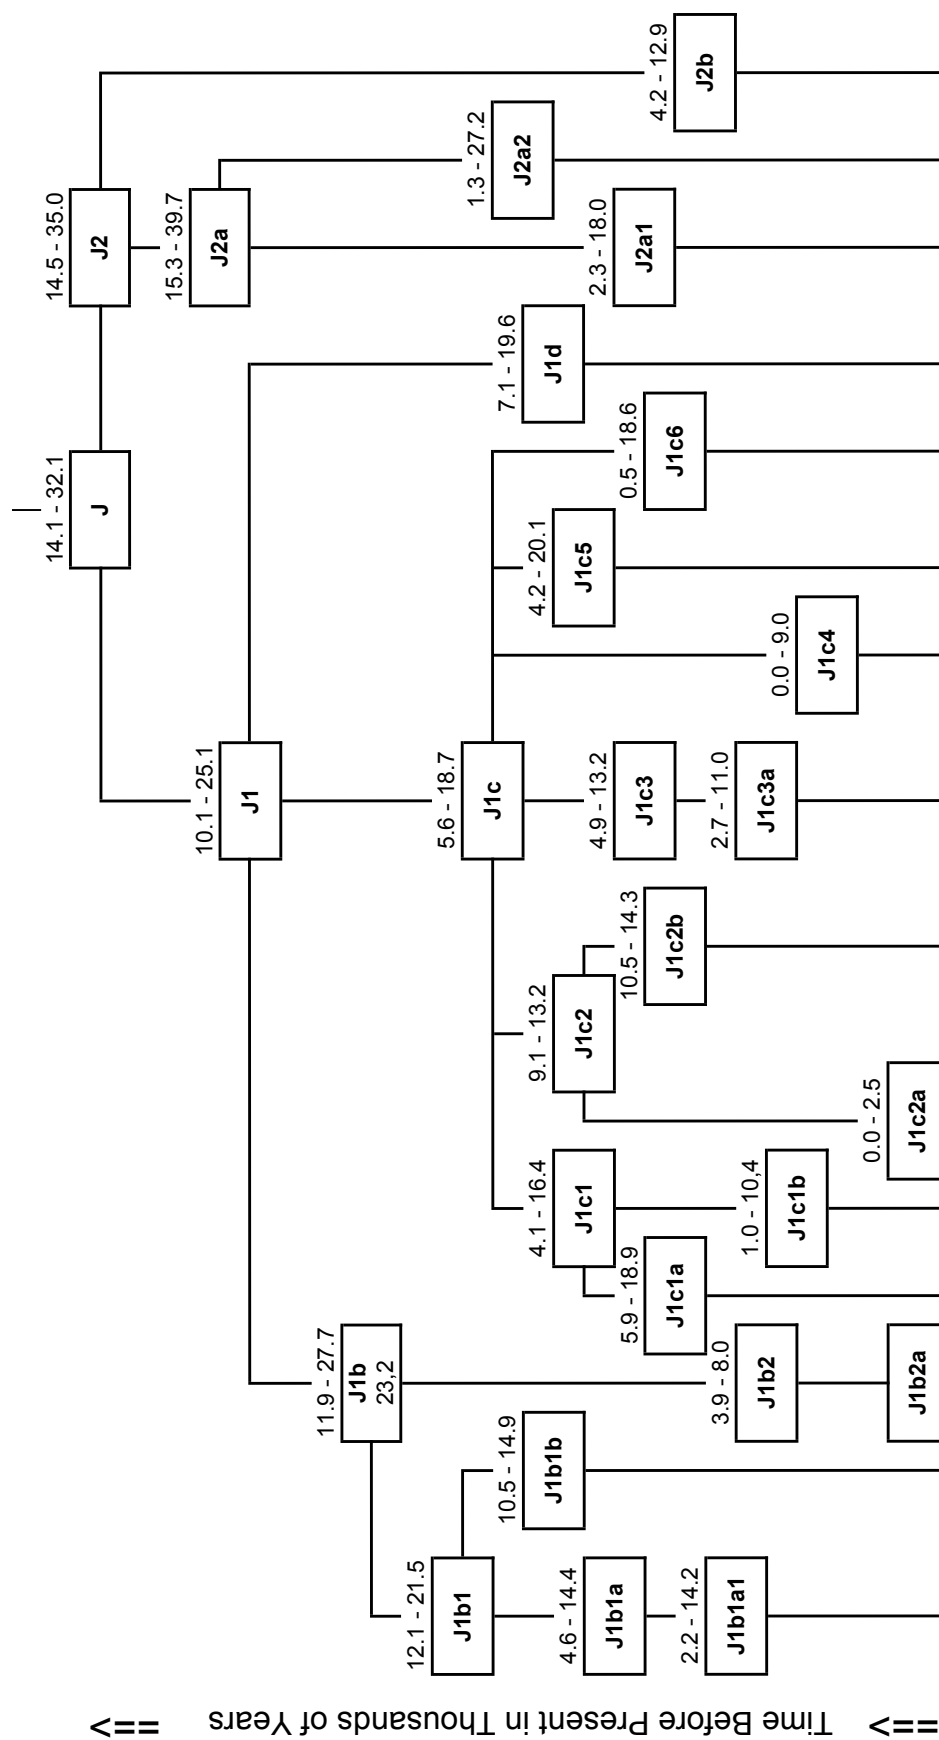 14.1 - 32.1
J
14.5 - 35.0
J2
15.3 - 39.7
J2a
10.1 - 25.1
J1
11.9 - 27.7
J1b
23,2
12.1 - 21.5
J1b1
5.6 - 18.7
J1c
1.3 - 27.2
J2a2
10.5 - 14.9
J1b1b
7.1 - 19.6
J1d
4.1 - 16.4
J1c1
9.1 - 13.2
J1c2
4.2 - 20.1
J1c5
4.6 - 14.4
J1b1a
4.9 - 13.2
J1c3
2.3 - 18.0
J2a1
5.9 - 18.9
J1c1a
10.5 - 14.3
J1c2b
0.5 - 18.6
J1c6
4.2 - 12.9
J2b
2.2 - 14.2
J1b1a1
3.9 - 8.0
J1b2
2.7 - 11.0
J1c3a
1.0 - 10,4
J1c1b
0.0 - 9.0
J1c4
J1b2a
0.0 - 2.5
J1c2a
<== Time Before Present in Thousands of Years <==